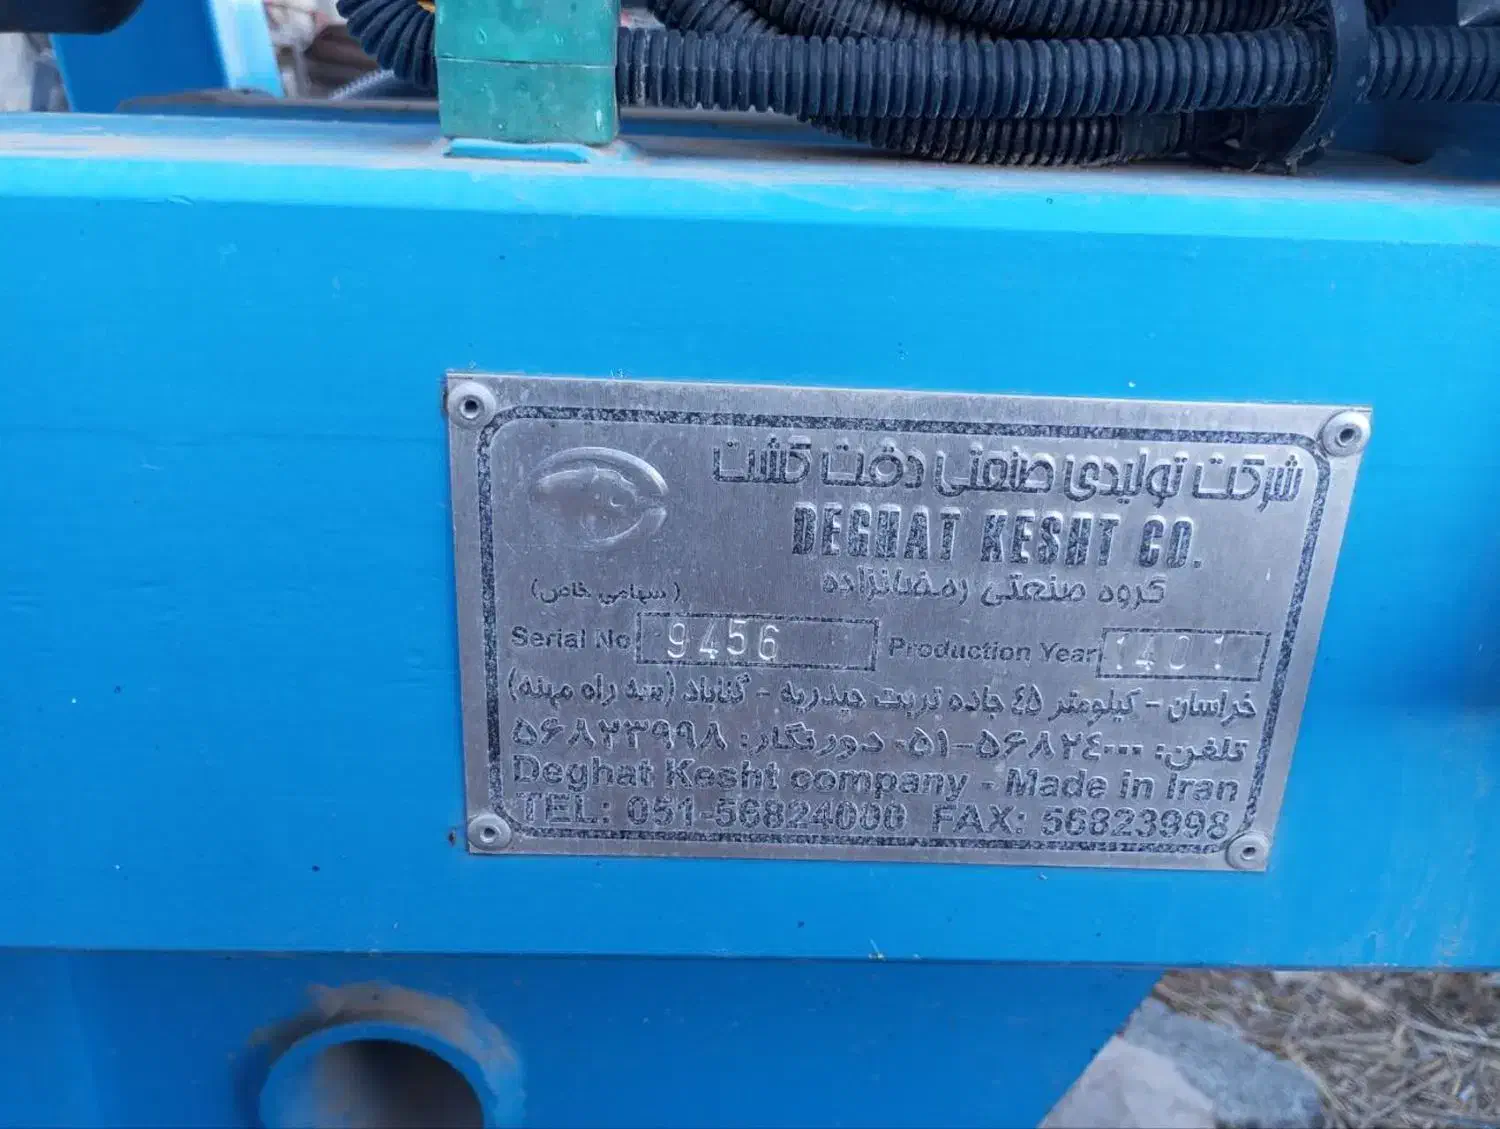 شرکت تولیدی صنعتی دقت کشت
DEGHAT KESHT CO.
گروه صنعتی رمضانزاده
(سهامی خاص)
Serial No 9456 Production Year 1401
خراسان - کیلومتر ٤۵ جاده تربت حیدریه - گناباد (سه راه مهنه)
تلفن: ۰۵۱-۵۶۸۲٤۰۰۰ دورنگار: ۵۶۸۲۳۹۹۸
Deghat Kesht company - Made in Iran
TEL: 051-56824000 FAX: 56823998